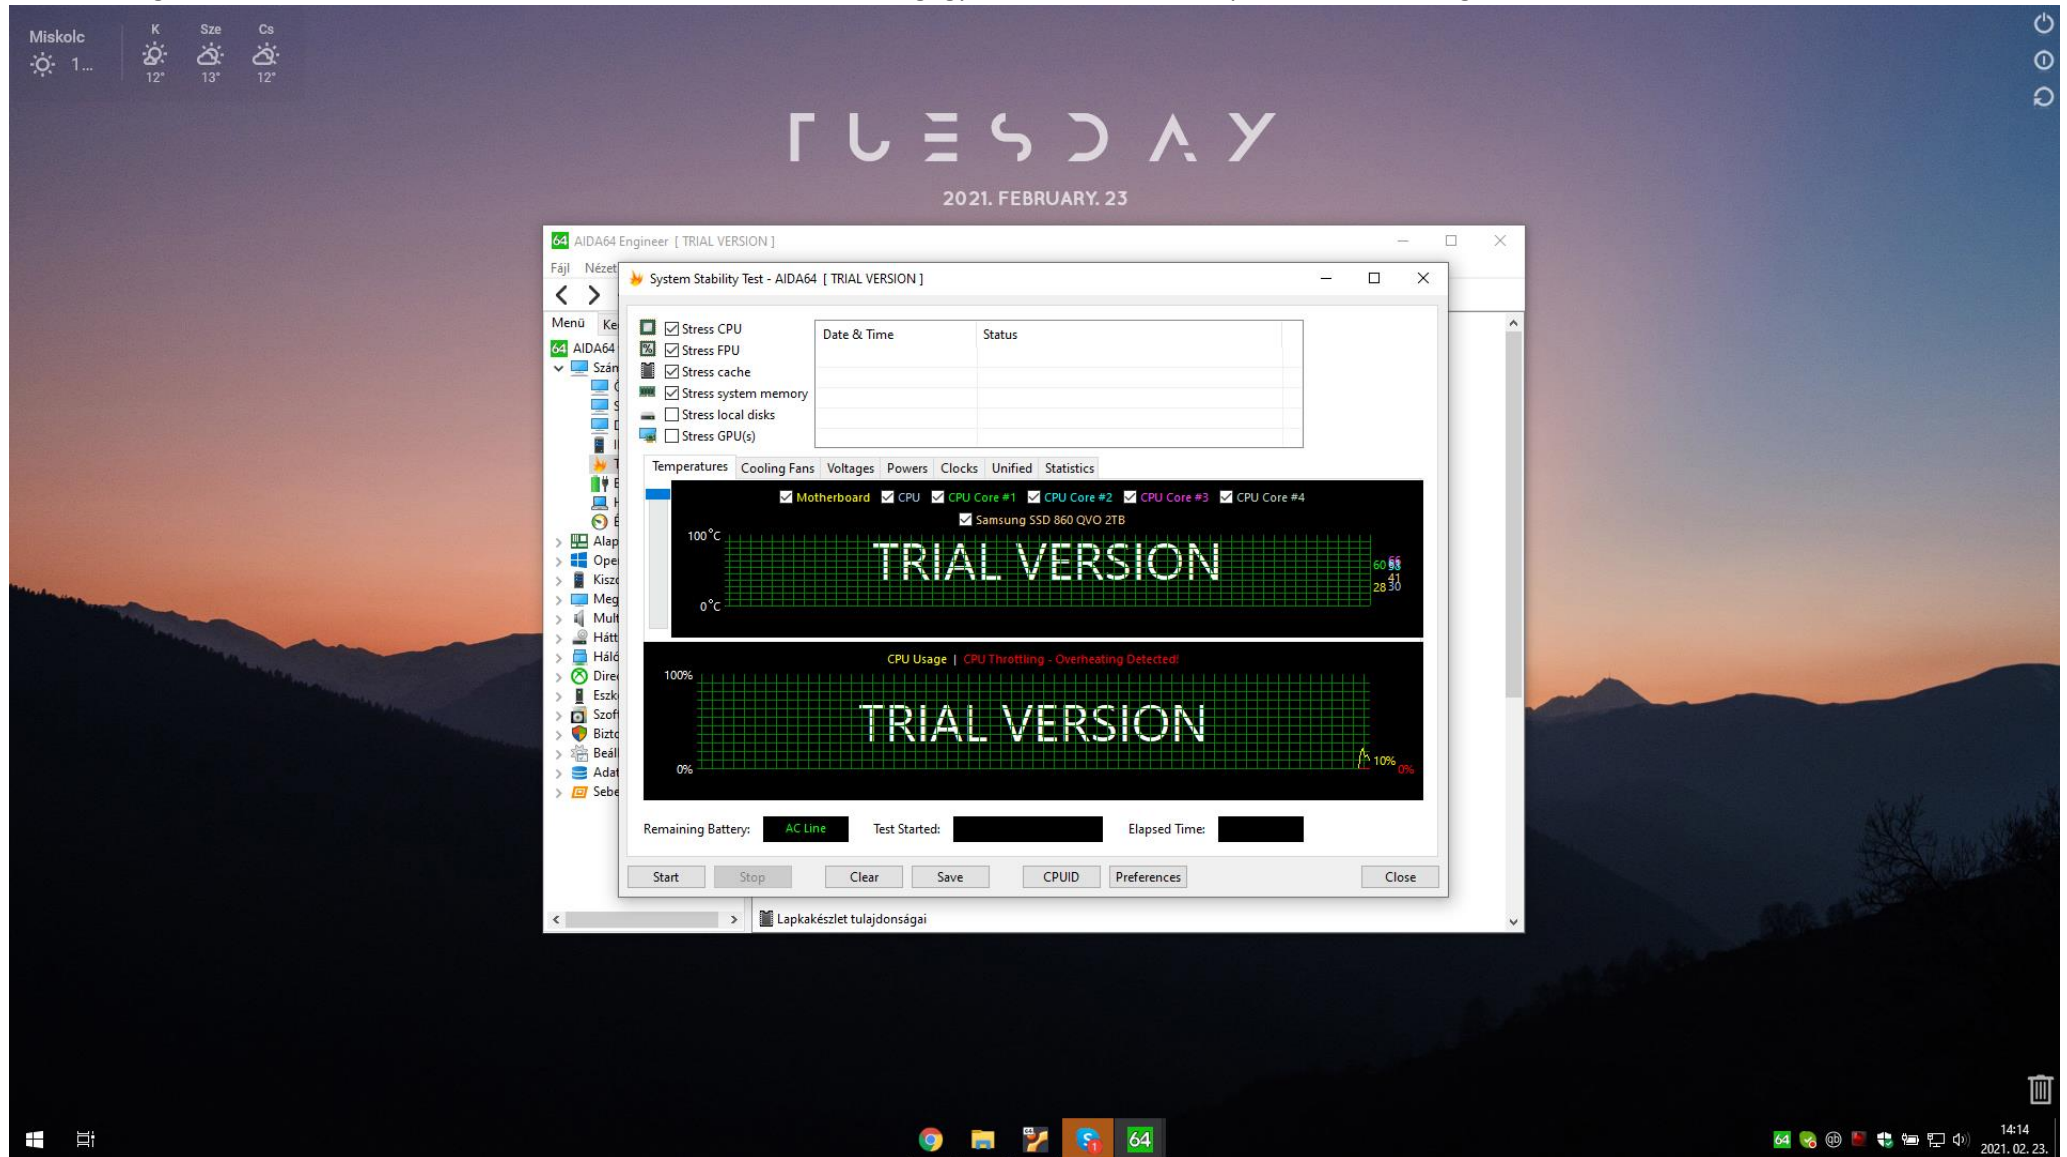 Miskolc
K Sze Cs
1...
12° 13° 12°
TUESDAY
2021. FEBRUARY. 23
64 AIDA64 Engineer [ TRIAL VERSION ]
Fájl Nézet
System Stability Test - AIDA64 [ TRIAL VERSION ]
Menü
64 AIDA64
Stress CPU
Stress FPU
Stress cache
Stress system memory
Stress local disks
Stress GPU(s)
Date & Time Status
Temperatures Cooling Fans Voltages Powers Clocks Unified Statistics
Motherboard CPU CPU Core #1 CPU Core #2 CPU Core #3 CPU Core #4
Samsung SSD 860 QVO 2TB
100°C
TRIAL VERSION
60
41
28 30
0°C
CPU Usage | CPU Throttling - Overheating Detected!
100%
TRIAL VERSION
10%
0% 0%
Remaining Battery: AC Line Test Started: Elapsed Time:
Start Stop Clear Save CPUID Preferences Close
Lapkakészlet tulajdonságai
64
14:14
2021. 02. 23.